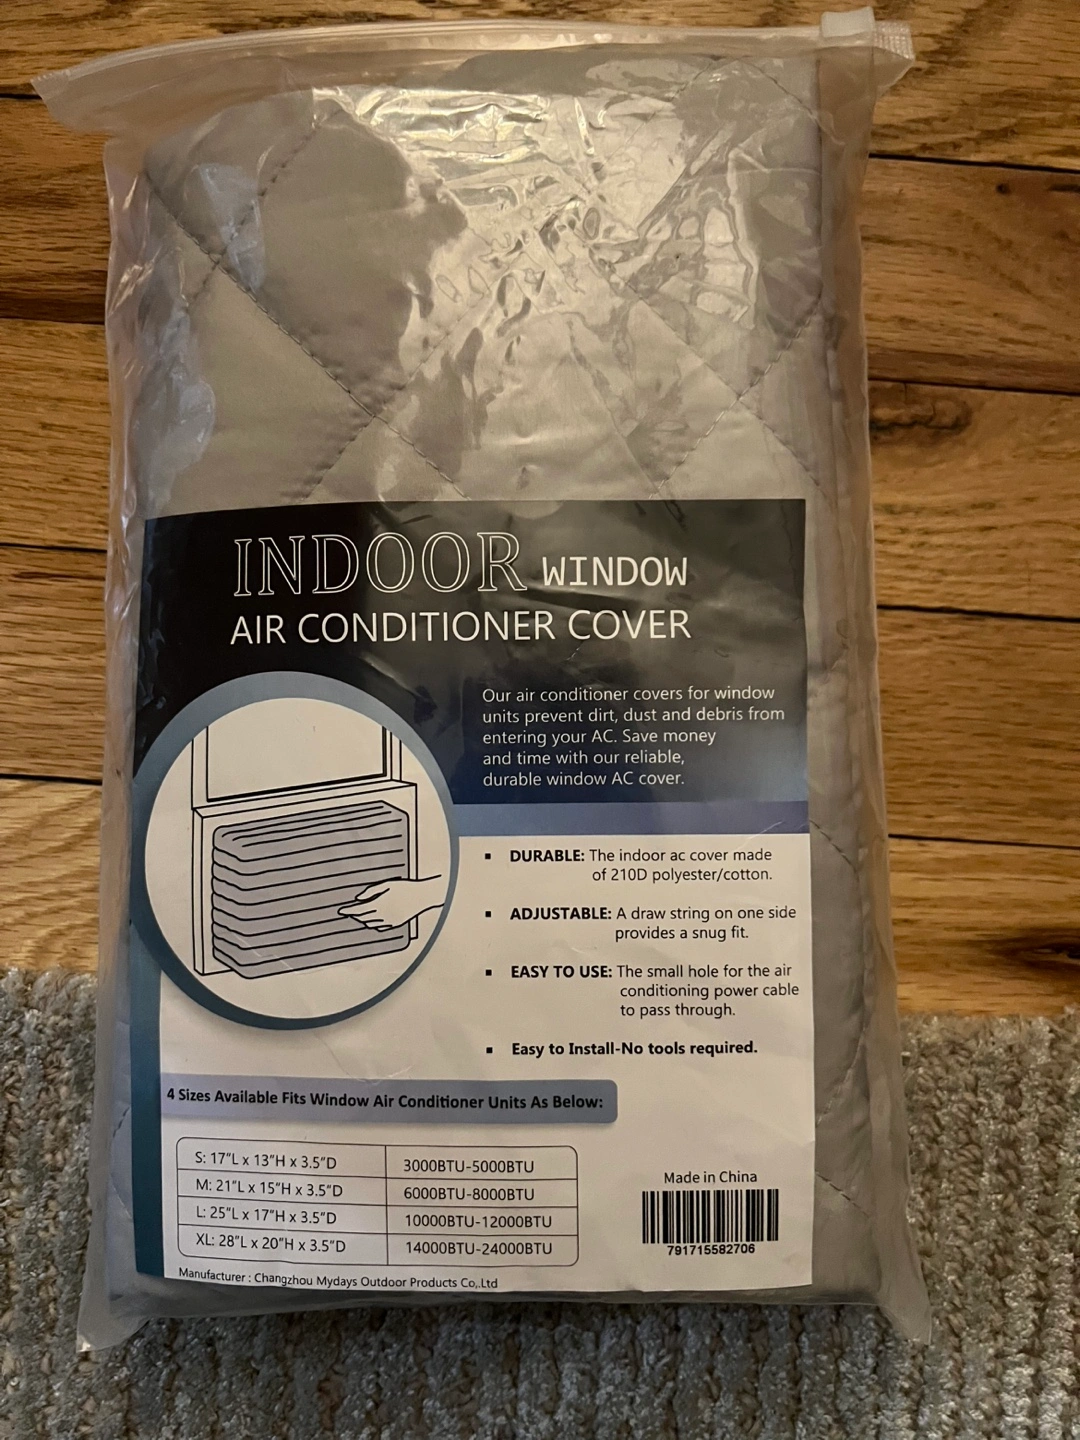 INDOOR WINDOW
AIR CONDITIONER COVER
Our air conditioner covers for window
units prevent dirt, dust and debris from
entering your AC. Save money
and time with our reliable,
durable window AC cover.
▪ DURABLE: The indoor ac cover made
of 210D polyester/cotton.
▪ ADJUSTABLE: A draw string on one side
provides a snug fit.
▪ EASY TO USE: The small hole for the air
conditioning power cable
to pass through.
▪ Easy to Install-No tools required.
4 Sizes Available Fits Window Air Conditioner Units As Below:
S: 17"L x 13"H x 3.5"D 3000BTU-5000BTU
M: 21"L x 15"H x 3.5"D 6000BTU-8000BTU
L: 25"L x 17"H x 3.5"D 10000BTU-12000BTU
XL: 28"L x 20"H x 3.5"D 14000BTU-24000BTU
Manufacturer : Changzhou Mydays Outdoor Products Co,.Ltd
Made in China
791715582706